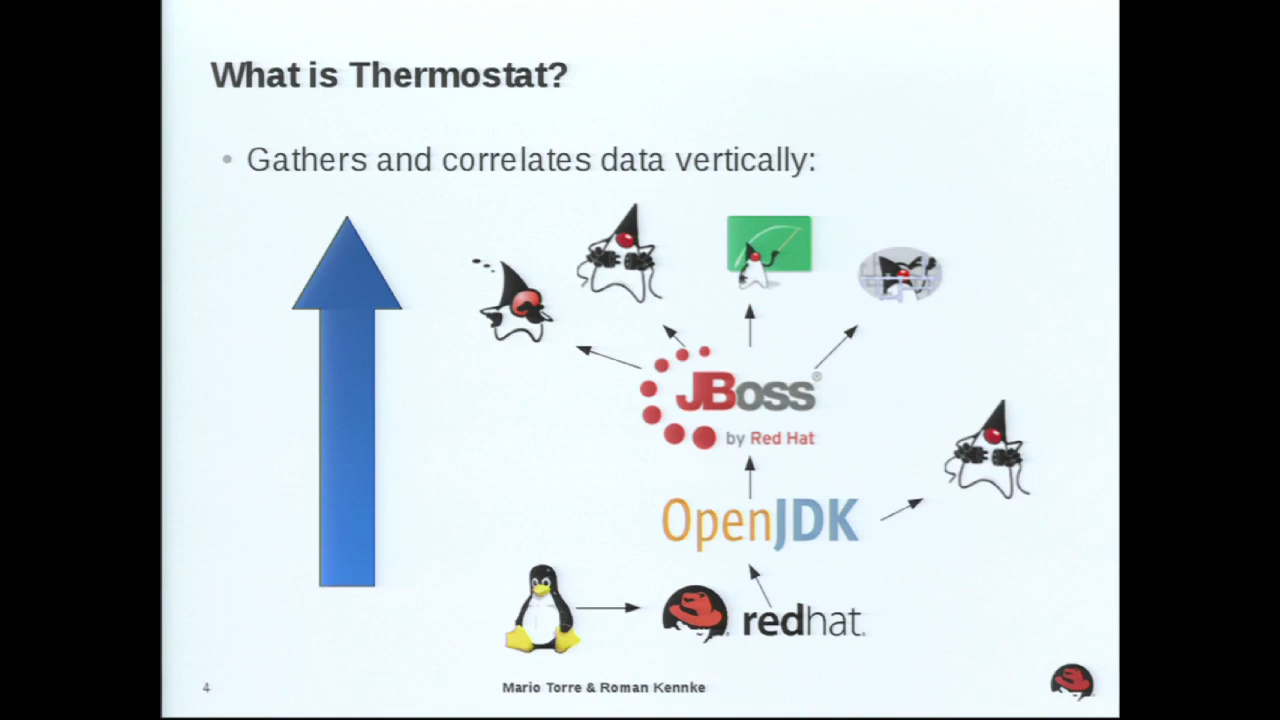 What is Thermostat?
• Gathers and correlates data vertically:
JBoss®
by Red Hat
OpenJDK
redhat.
4
Mario Torre & Roman Kennke